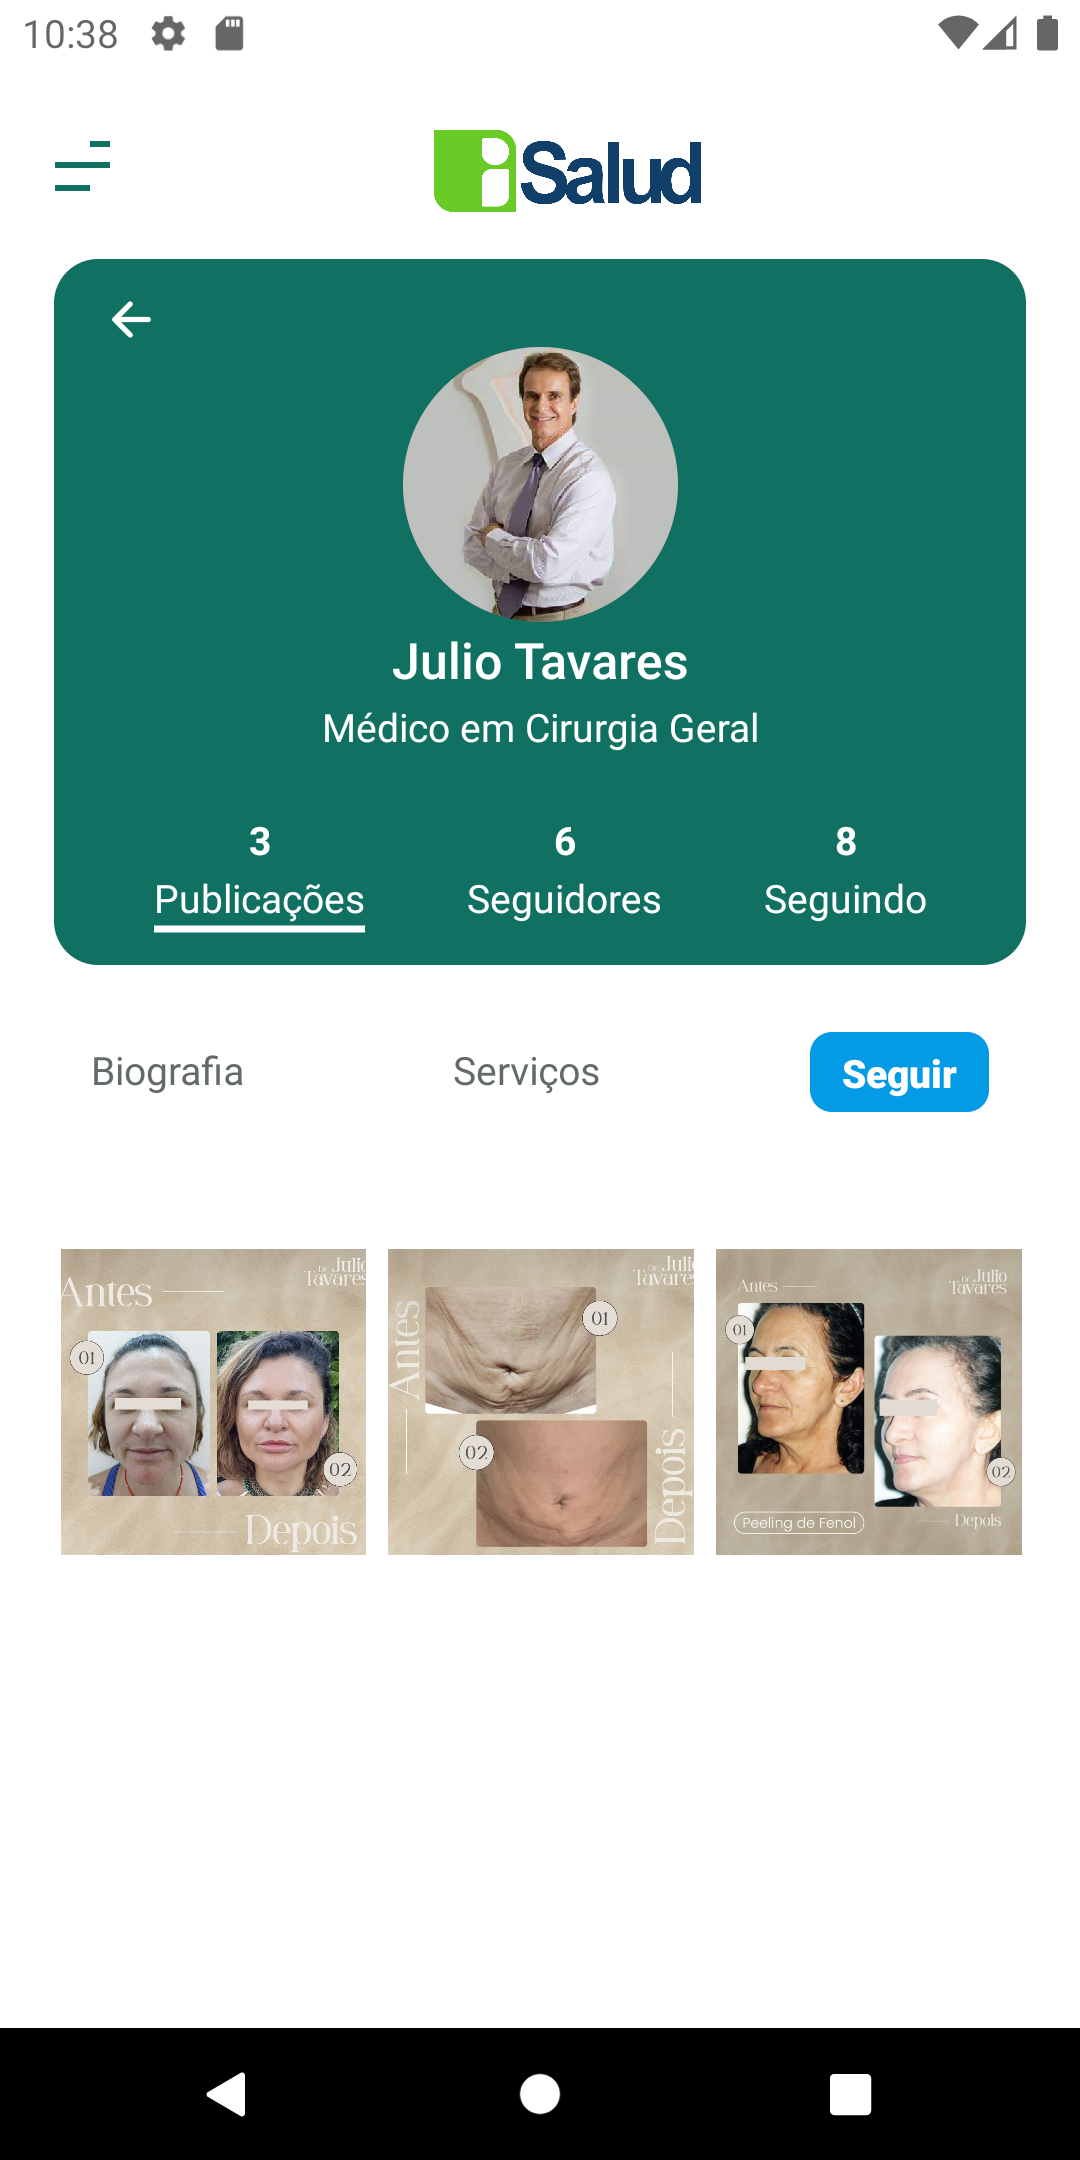 10:38
iSalud
Julio Tavares
Médico em Cirurgia Geral
3
6
8
Publicações
Seguidores
Seguindo
Biografia
Serviços
Seguir
Dr Julio
Tavares
Antes
01
02
Depois
Dr Julio
Tavares
Antes
01
02
Depois
Antes
Dr Julio
Tavares
01
02
Peeling de Fenol
Depois